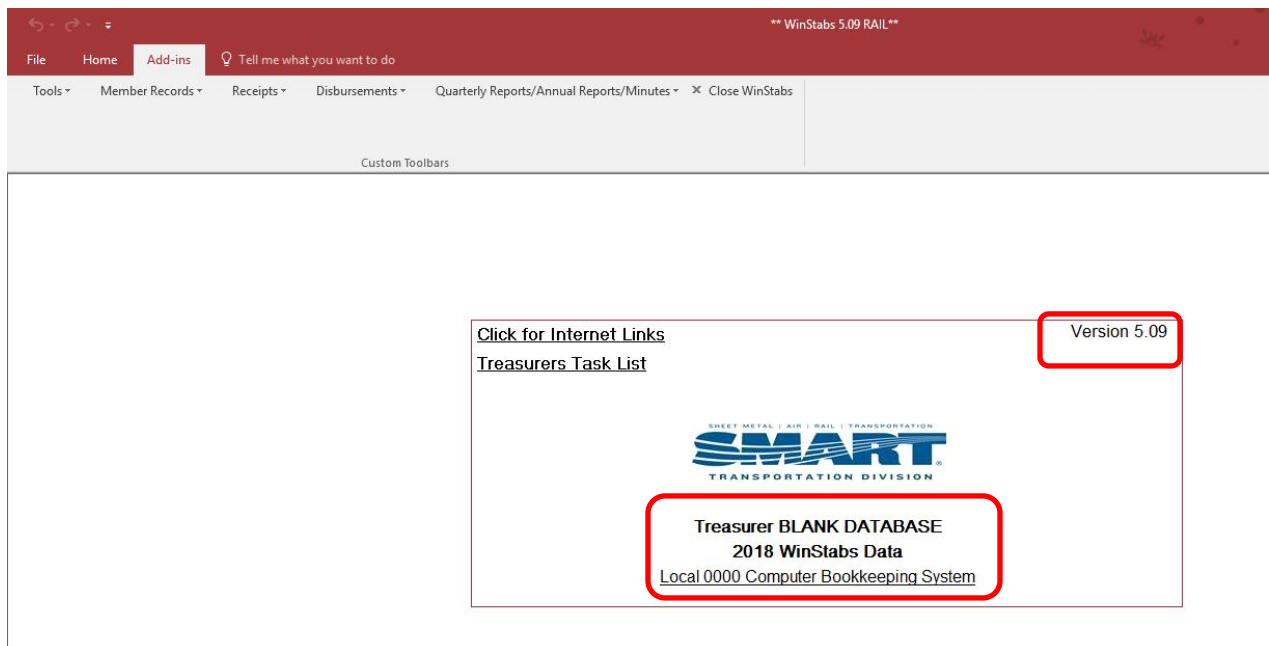 ** WinStabs 5.09 RAIL**
File Home Add-ins Tell me what you want to do
Tools Member Records Receipts Disbursements Quarterly Reports/Annual Reports/Minutes × Close WinStabs
Custom Toolbars
Click for Internet Links
Version 5.09
Treasurers Task List
SHEET METAL | AIR | RAIL | TRANSPORTATION
SMART
TRANSPORTATION DIVISION
Treasurer BLANK DATABASE
2018 WinStabs Data
Local 0000 Computer Bookkeeping System